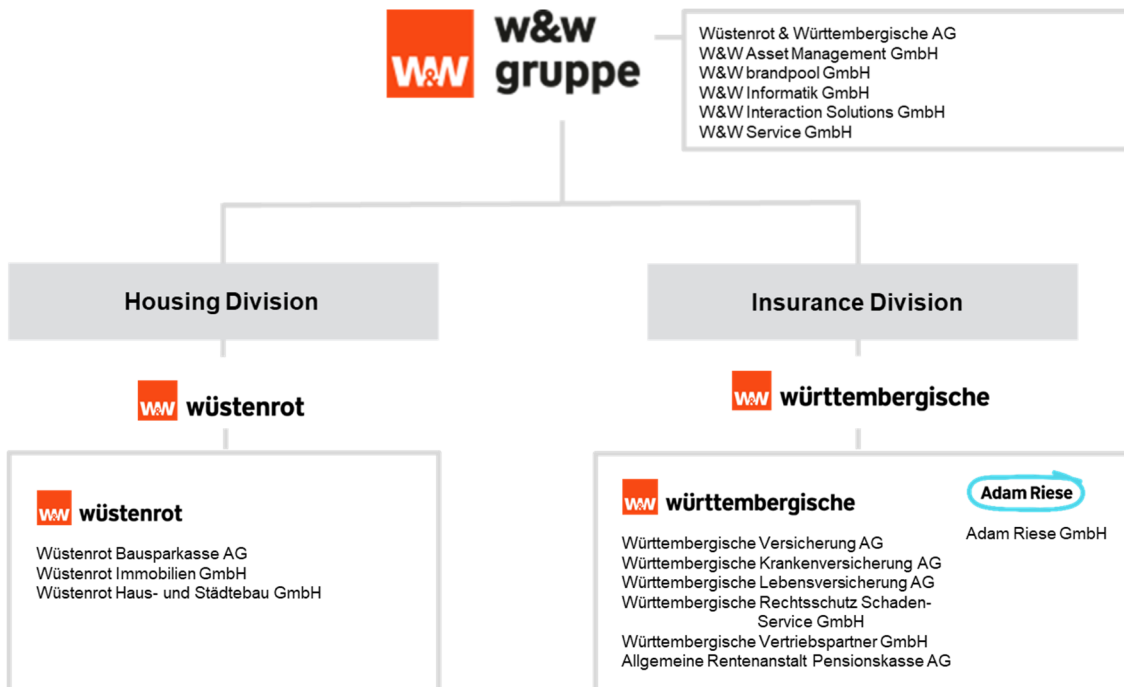 W&W
w&w
gruppe
Wüstenrot & Württembergische AG
W&W Asset Management GmbH
W&W brandpool GmbH
W&W Informatik GmbH
W&W Interaction Solutions GmbH
W&W Service GmbH
Housing Division
Insurance Division
W&W wüstenrot
W&W württembergische
W&W wüstenrot
Wüstenrot Bausparkasse AG
Wüstenrot Immobilien GmbH
Wüstenrot Haus- und Städtebau GmbH
W&W württembergische
Württembergische Versicherung AG
Württembergische Krankenversicherung AG
Württembergische Lebensversicherung AG
Württembergische Rechtsschutz Schaden-
Service GmbH
Württembergische Vertriebspartner GmbH
Allgemeine Rentenanstalt Pensionskasse AG
Adam Riese
Adam Riese GmbH